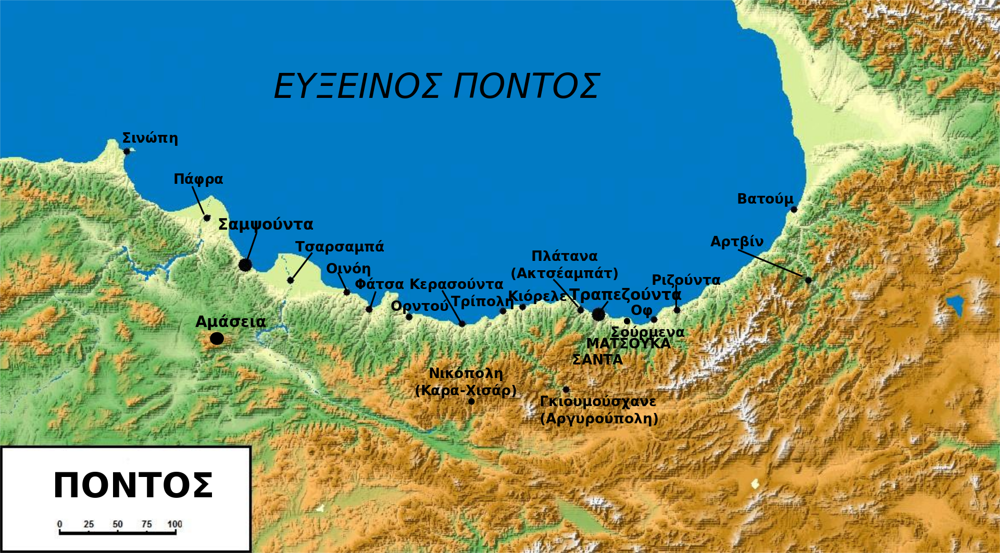 ΕΥΞΕΙΝΟΣ ΠΟΝΤΟΣ
Σινώπη
Πάφρα
Βατούμ
Σαμψούντα
Αρτβίν
Τσαρσαμπά
Πλάτανα
(Ακτσέαμπάτ)
Οινόη
Ριζούντα
Φάτσα
Κερασούντα
Τραπεζούντα
Κιόρελε
Τρίπολη
Ορντού
Οφ
Αμάσεια
Σούρμενα
ΜΑΤΣΟΥΚΑ
ΣΑΝΤΑ
Νικόπολη
(Καρα-Χισάρ)
Γκιουμούσχανε
(Αργυρούπολη)
ΠΟΝΤΟΣ
0 25 50 75 100